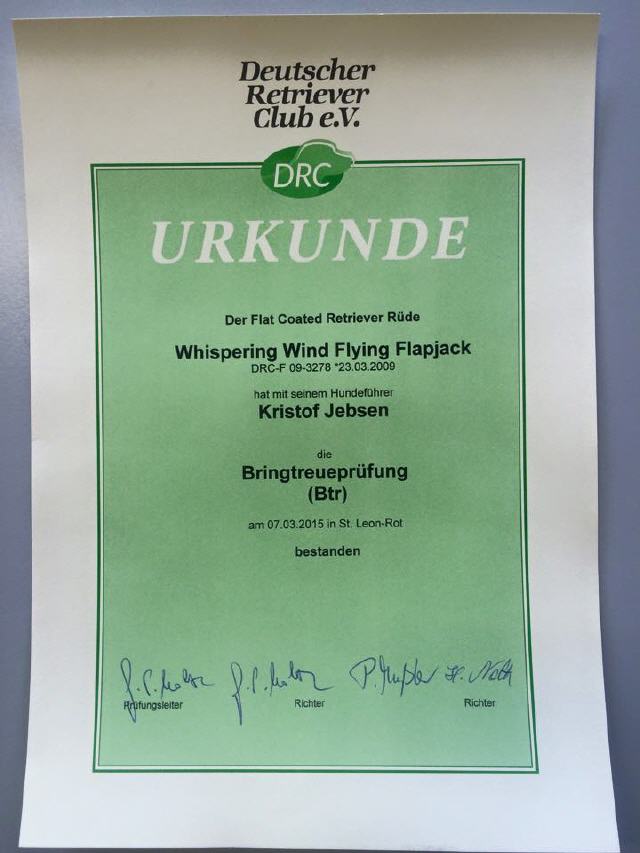 Deutscher
Retriever
Club e.V.
DRC
URKUNDE
Der Flat Coated Retriever Rüde
Whispering Wind Flying Flapjack
DRC-F 09-3278 *23.03.2009
hat mit seinem Hundeführer
Kristof Jebsen
die
Bringtreueprüfung
(Btr)
am 07.03.2015 in St. Leon-Rot
bestanden
Prüfungsleiter Richter Richter